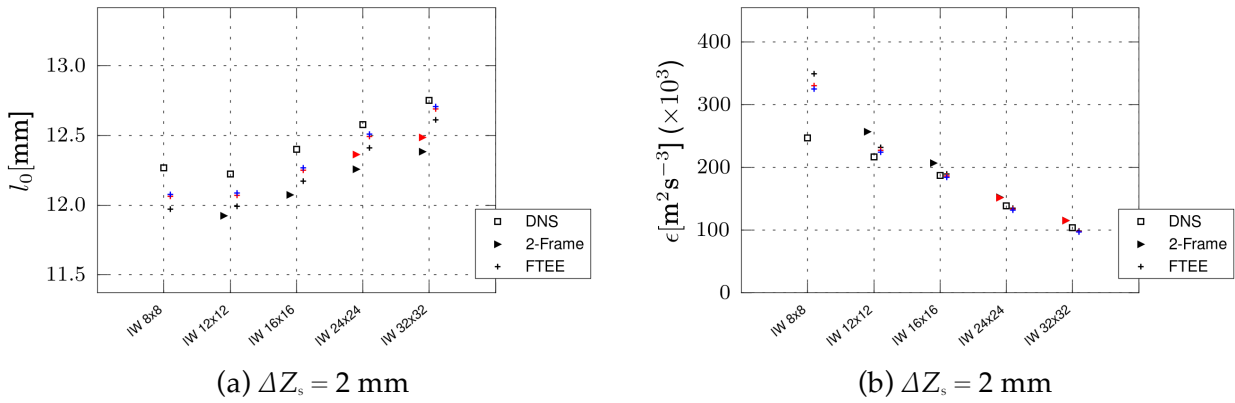 l₀[mm]
13.0
12.5
12.0
11.5
IW 8x8
IW 12x12
IW 16x16
IW 24x24
IW 32x32
DNS
2-Frame
FTEE
(a) ΔZₛ = 2 mm
ϵ[m²s⁻³] (×10³)
400
300
200
100
0
IW 8x8
IW 12x12
IW 16x16
IW 24x24
IW 32x32
DNS
2-Frame
FTEE
(b) ΔZₛ = 2 mm